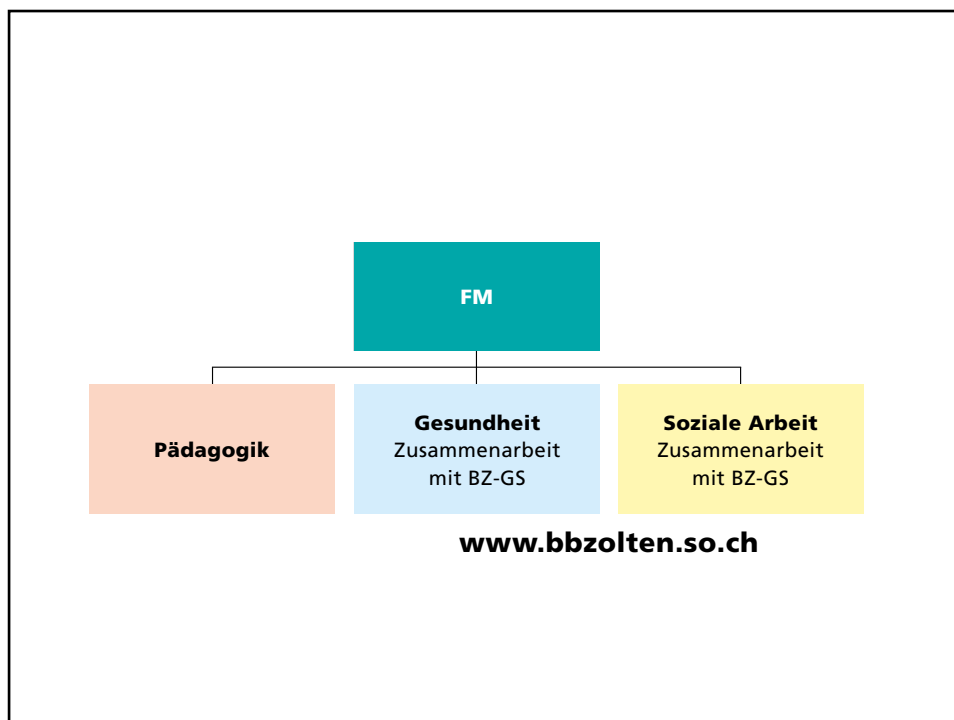 FM
Pädagogik
Gesundheit
Zusammenarbeit
mit BZ-GS
Soziale Arbeit
Zusammenarbeit
mit BZ-GS
www.bbzolten.so.ch